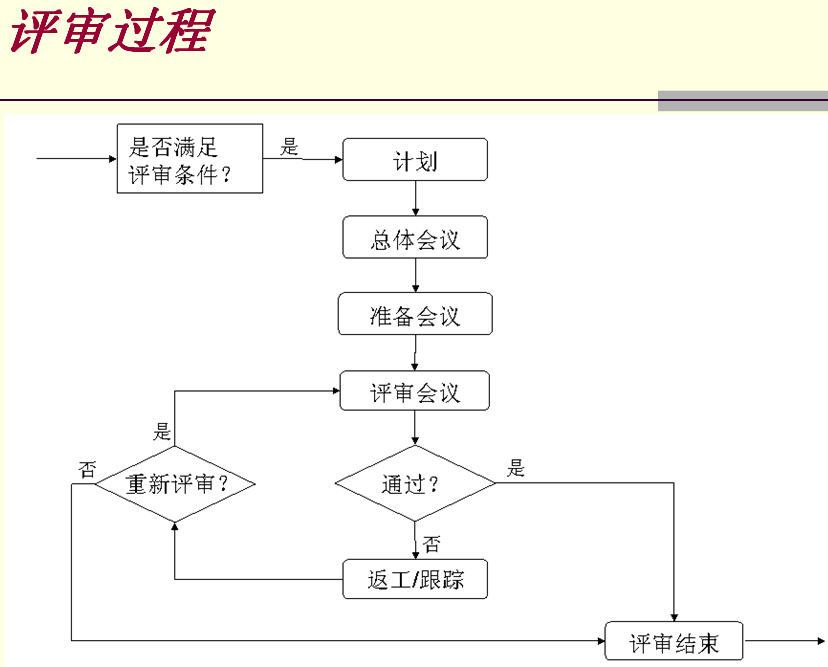 评审过程
是否满足
评审条件？
是
计划
总体会议
准备会议
评审会议
是
否
重新评审？
通过？
是
否
返工/跟踪
评审结束